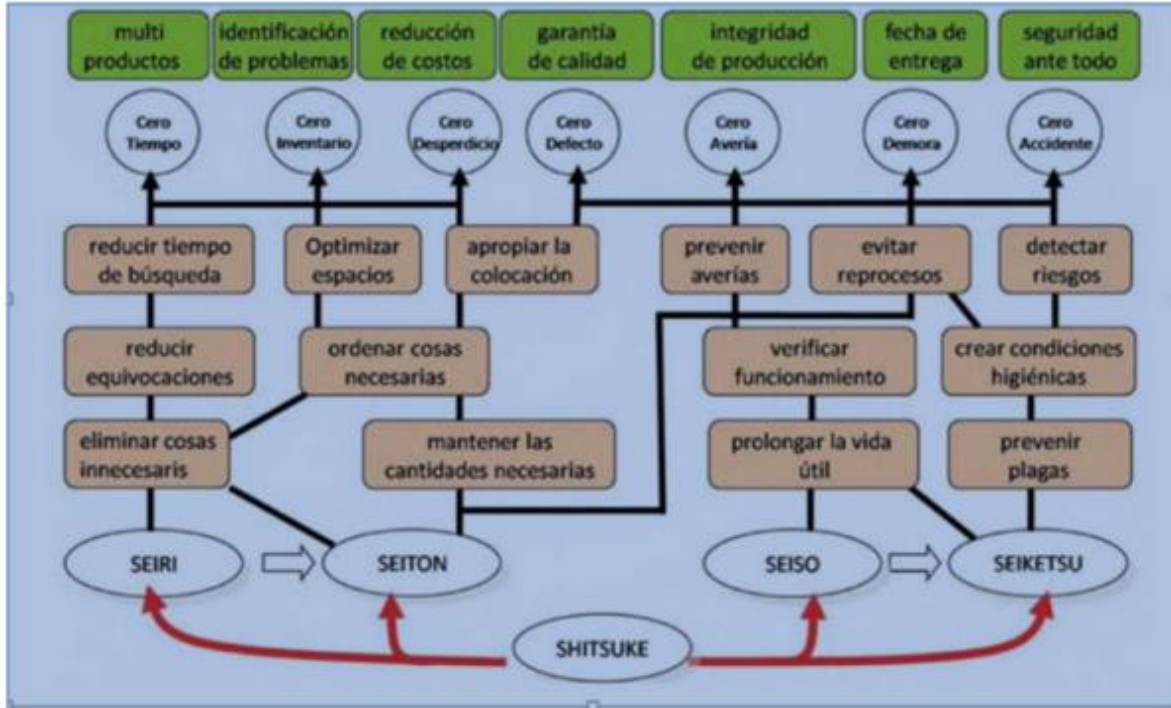 multi
productos
identificación
de problemas
reducción
de costos
garantía
de calidad
integridad
de producción
fecha de
entrega
seguridad
ante todo
Cero
Tiempo
Cero
Inventario
Cero
Desperdicio
Cero
Defecto
Cero
Avería
Cero
Demora
Cero
Accidente
reducir tiempo
de búsqueda
Optimizar
espacios
apropiar la
colocación
prevenir
averías
evitar
reprocesos
detectar
riesgos
reducir
equivocaciones
ordenar cosas
necesarias
verificar
funcionamiento
crear condiciones
higiénicas
eliminar cosas
innecesaris
mantener las
cantidades necesarias
prolongar la vida
útil
prevenir
plagas
SEIRI
SEITON
SEISO
SEIKETSU
SHITSUKE